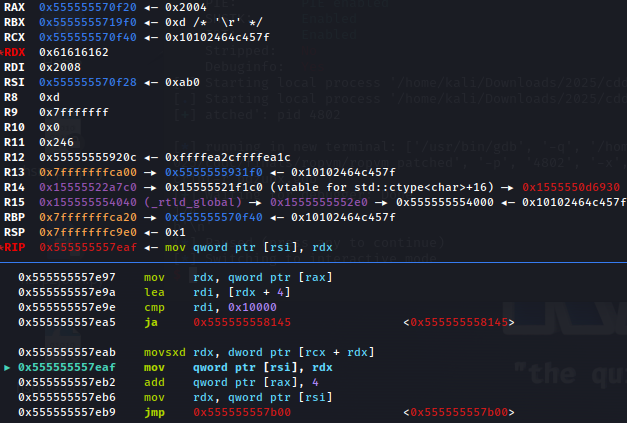 RAX 0x555555570f20 ◂— 0x2004
RBX 0x5555555719f0 ◂— 0xd /* '\r' */
RCX 0x555555570f40 ◂— 0x10102464c457f
*RDX 0x61616162
RDI 0x2008
RSI 0x555555570f28 ◂— 0xab0
R8 0xd
R9 0x7fffffff
R10 0x0
R11 0x246
R12 0x55555555920c ◂— 0xffffea2cffffea1c
R13 0x7fffffffca00 —▸ 0x5555555931f0 ◂— 0x10102464c457f
R14 0x15555522a7c0 —▸ 0x15555521f1c0 (vtable for std::ctype<char>+16) —▸ 0x1555550d6930
R15 0x155555554040 (_rtld_global) —▸ 0x1555555552e0 —▸ 0x555555554000 ◂— 0x10102464c457f
RBP 0x7fffffffca20 —▸ 0x555555570f40 ◂— 0x10102464c457f
RSP 0x7fffffffc9e0 ◂— 0x1
*RIP 0x555555557eaf ◂— mov qword ptr [rsi], rdx
0x555555557e97 mov rdx, qword ptr [rax]
0x555555557e9a lea rdi, [rdx + 4]
0x555555557e9e cmp rdi, 0x10000
0x555555557ea5 ja 0x555555558145 <0x555555558145>
0x555555557eab movsxd rdx, dword ptr [rcx + rdx]
► 0x555555557eaf mov qword ptr [rsi], rdx
0x555555557eb2 add qword ptr [rax], 4
0x555555557eb6 mov rdx, qword ptr [rsi]
0x555555557eb9 jmp 0x555555557b00 <0x555555557b00>
"the qu